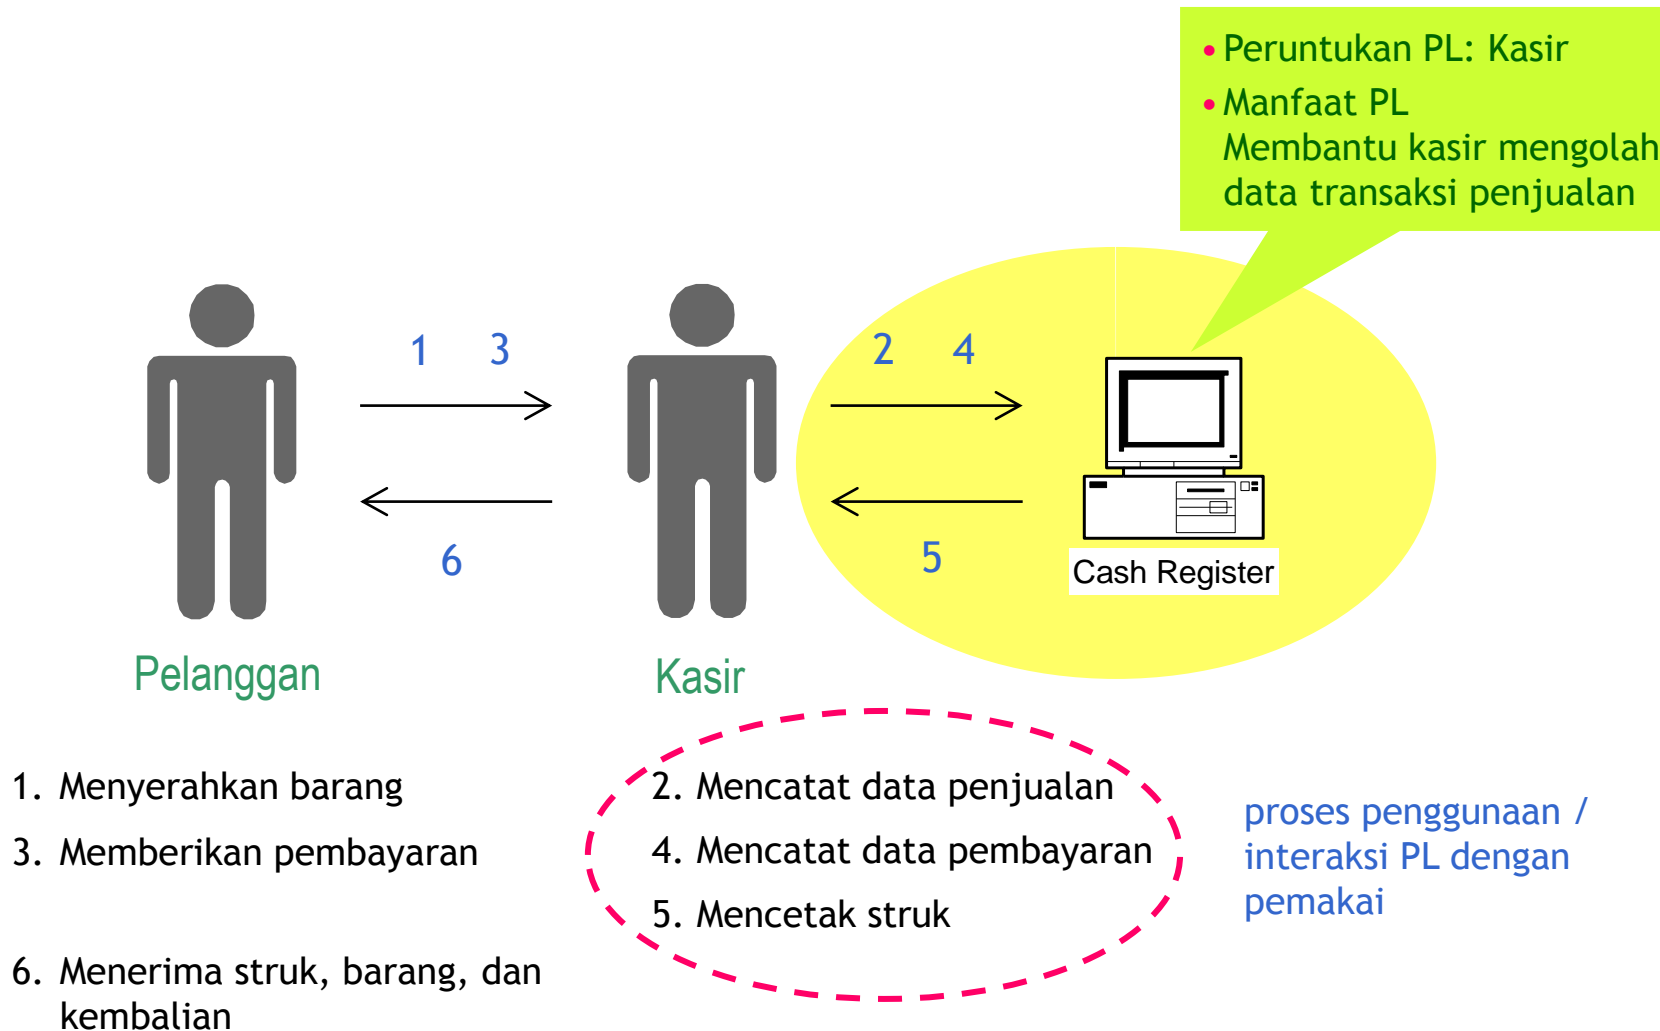 • Peruntukan PL: Kasir
• Manfaat PL
Membantu kasir mengolah
data transaksi penjualan
1 3
2 4
6
5
Cash Register
Pelanggan
Kasir
1. Menyerahkan barang
3. Memberikan pembayaran
6. Menerima struk, barang, dan
kembalian
2. Mencatat data penjualan
4. Mencatat data pembayaran
5. Mencetak struk
proses penggunaan /
interaksi PL dengan
pemakai